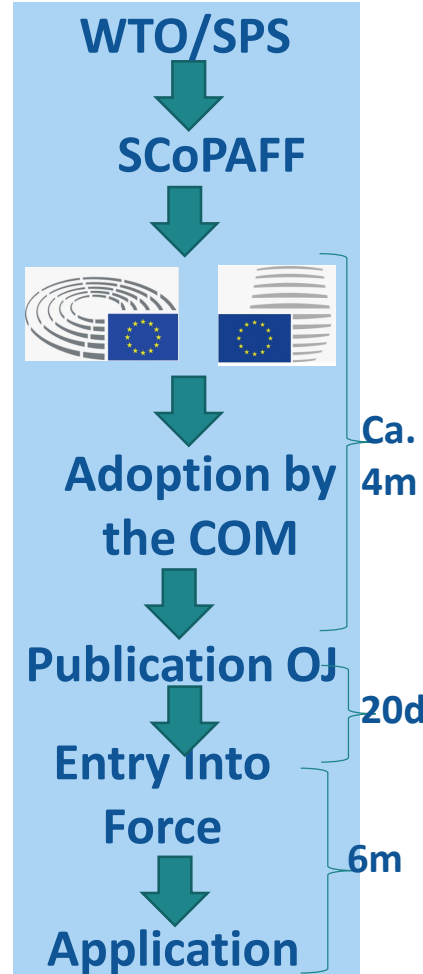 WTO/SPS
SCoPAFF
Adoption by
the COM
Ca.
4m
Publication OJ
20d
Entry Into
Force
6m
Application